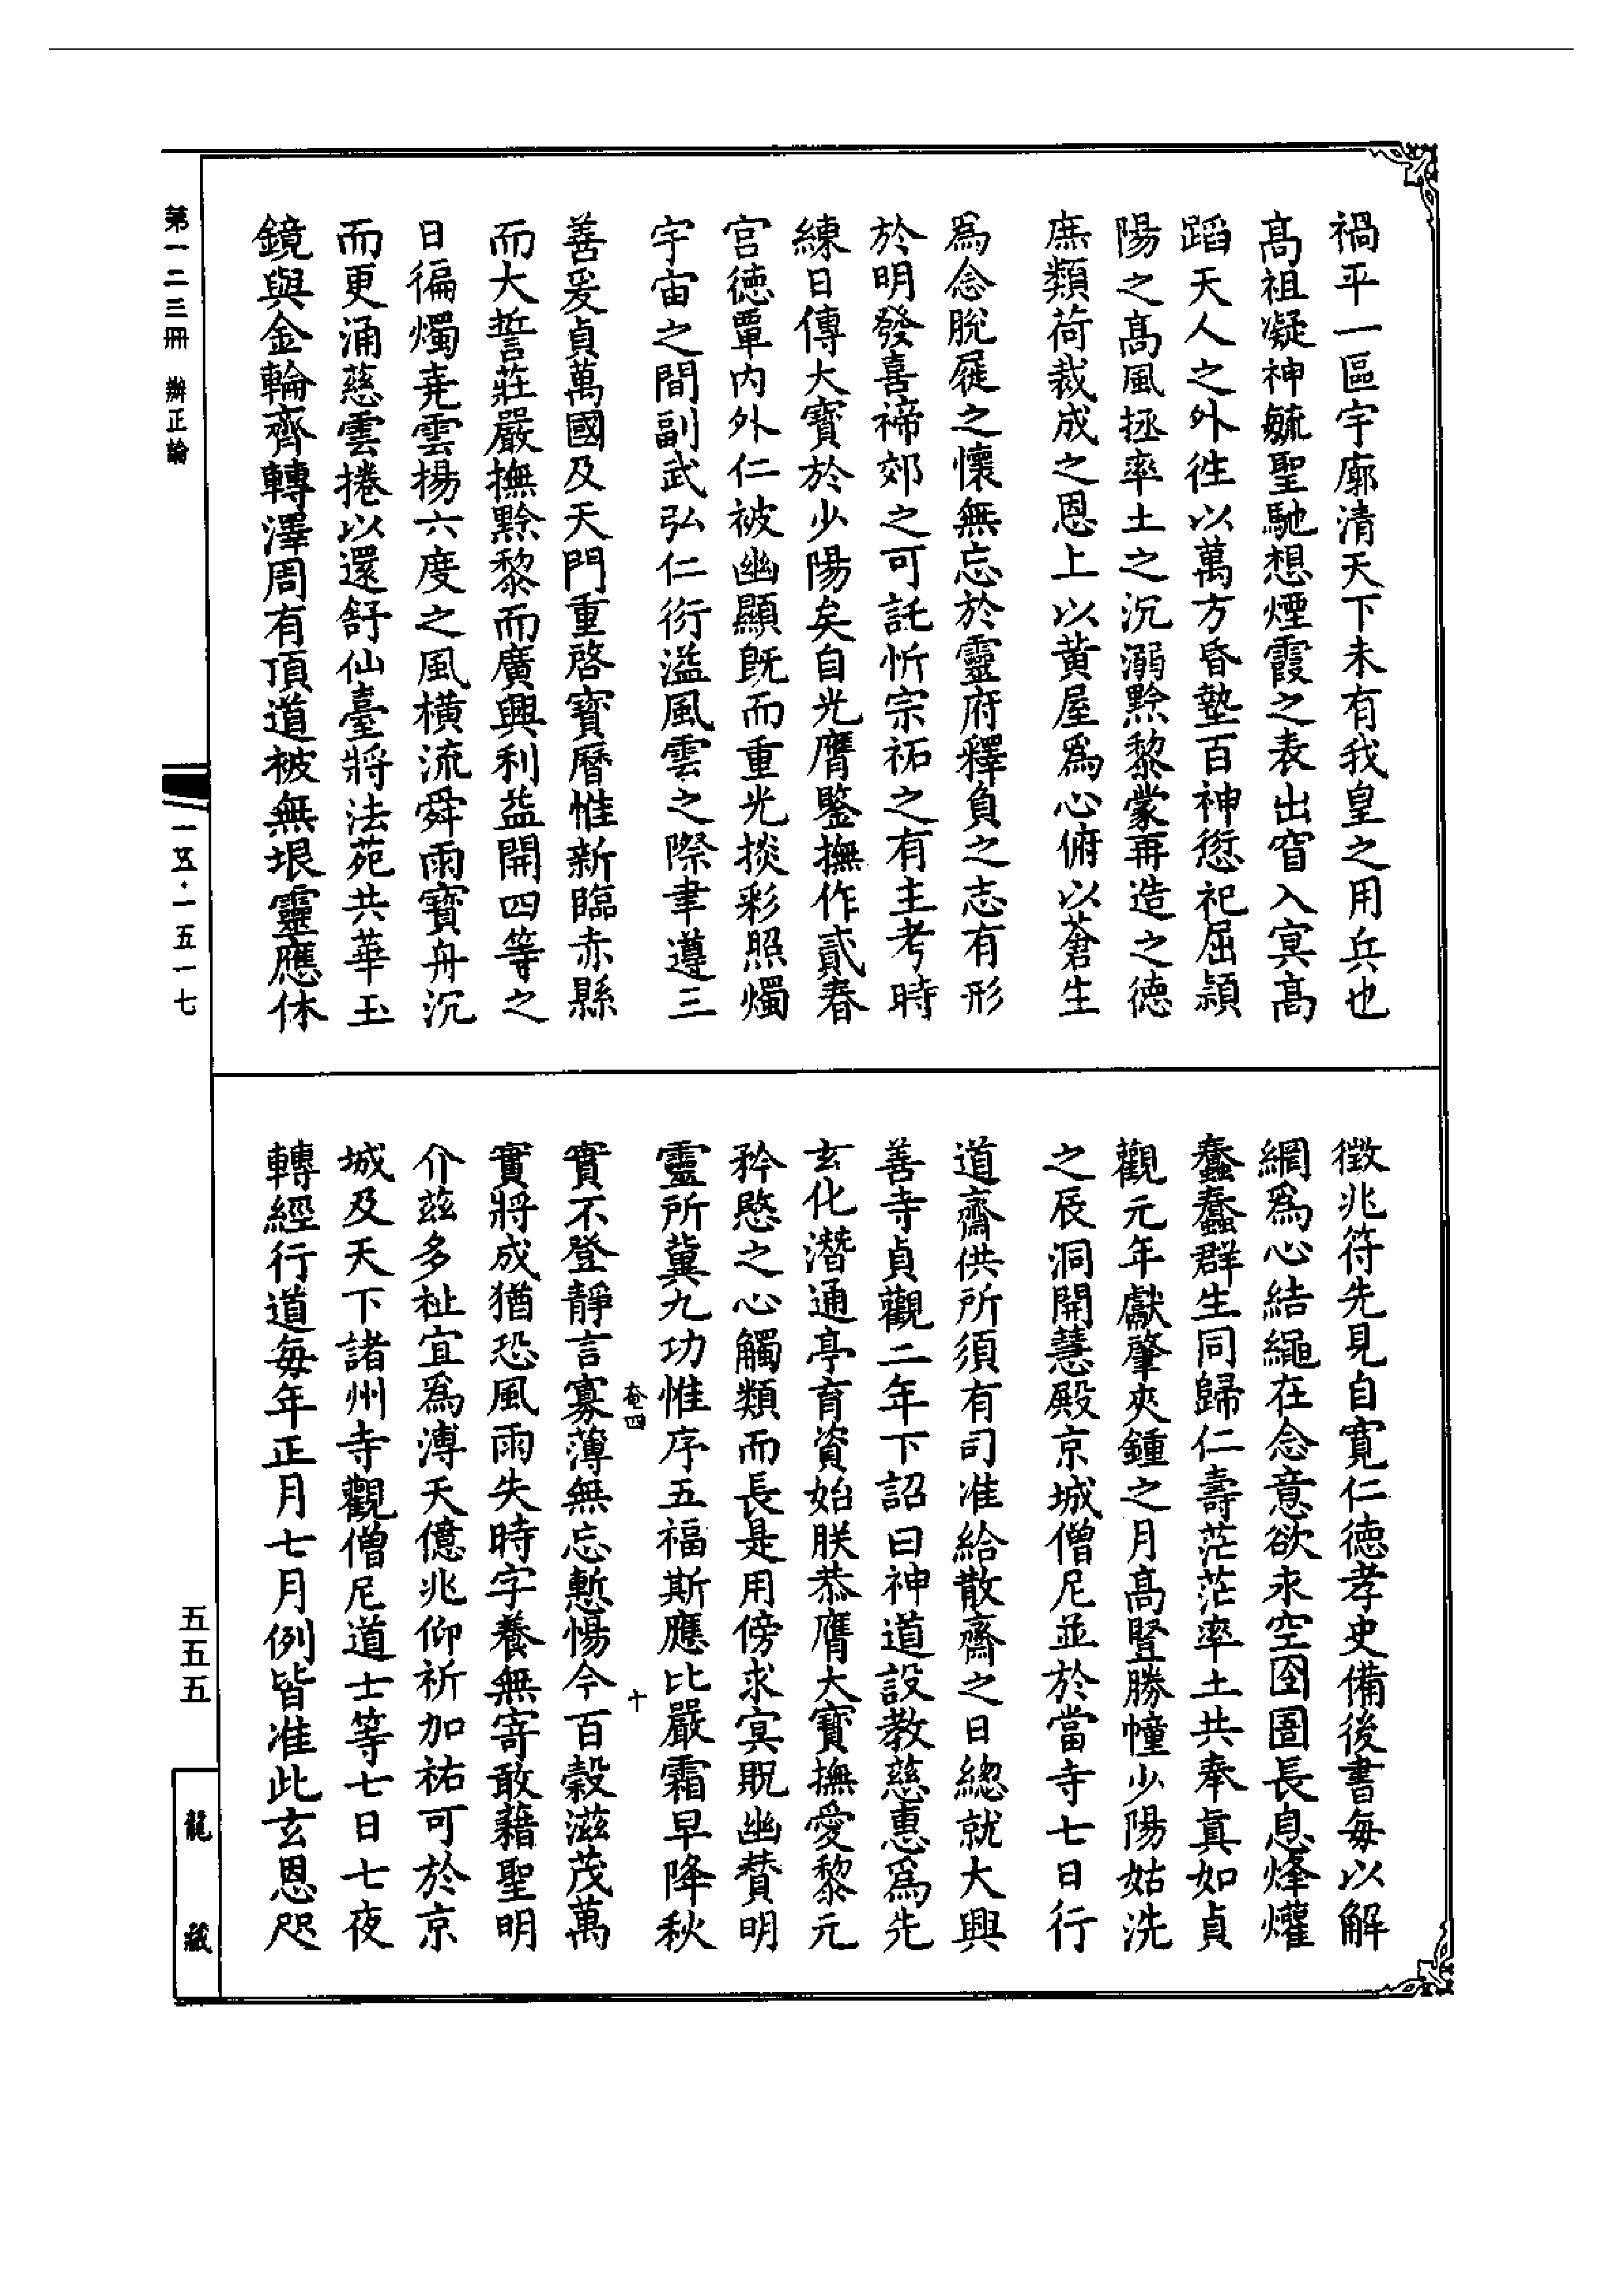 禍平一區宇廓清天下未有我皇之用兵也
高祖凝神毓聖馳想煙霞之表出窅入冥高
蹈天人之外徃以萬方昏墊百神愆祀屈潁
陽之高風拯率土之沉溺黔黎蒙再造之德
庶類荷裁成之恩上以黄屋爲心俯以蒼生
爲念脫屣之懷無忘於靈府釋負之志有形
於明發喜禘郊之可託忻宗祏之有主考時
練日傳大寶於少陽矣自光膺鑒撫作貳春
宫德覃内外仁被幽顯旣而重光掞彩照燭
宇宙之間副武弘仁衍溢風雲之際聿遵三
善爰貞萬國及天門重啓寳曆惟新臨赤縣
而大誓莊嚴撫黔黎而廣興利益開四等之
日徧燭堯雲揚六度之風橫流舜雨寳舟沉
而更涌慈雲捲以還舒仙臺將法苑共華玉
鏡與金輪齊轉澤周有頂道被無垠靈應休
徵兆符先見自寛仁德孝史備後書每以解
網爲心結繩在念意欲永空囹圄長息烽爟
蠢蠢群生同歸仁壽茫茫率土共奉眞如貞
觀元年獻肇夾鍾之月高豎勝幢少陽姑洗
之辰洞開慧殿京城僧尼並於當寺七日行
道齋供所須有司准給散齋之日緫就大興
善寺貞觀二年下詔曰神道設教慈惠爲先
玄化潛通亭育資始朕恭膺大寳撫愛黎元
矜愍之心觸類而長是用傍求冥貺幽賛明
靈所冀九功惟序五福斯應比嚴霜早降秋
實不登靜言寡薄無忘慙惕今百穀滋茂萬
實將成猶恐風雨失時字養無寄敢藉聖明
介兹多祉宜爲溥天億兆仰祈加祐可於京
城及天下諸州寺觀僧尼道士等七日七夜
轉經行道每年正月七月例皆准此玄恩咫
奄四
十
第一二三冊 辯正論
一五·一五一七
五五五
龍藏